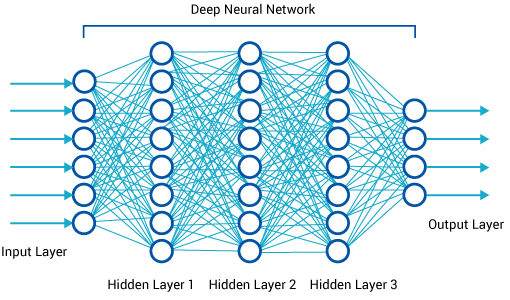 Deep Neural Network
Input Layer
Output Layer
Hidden Layer 1
Hidden Layer 2
Hidden Layer 3